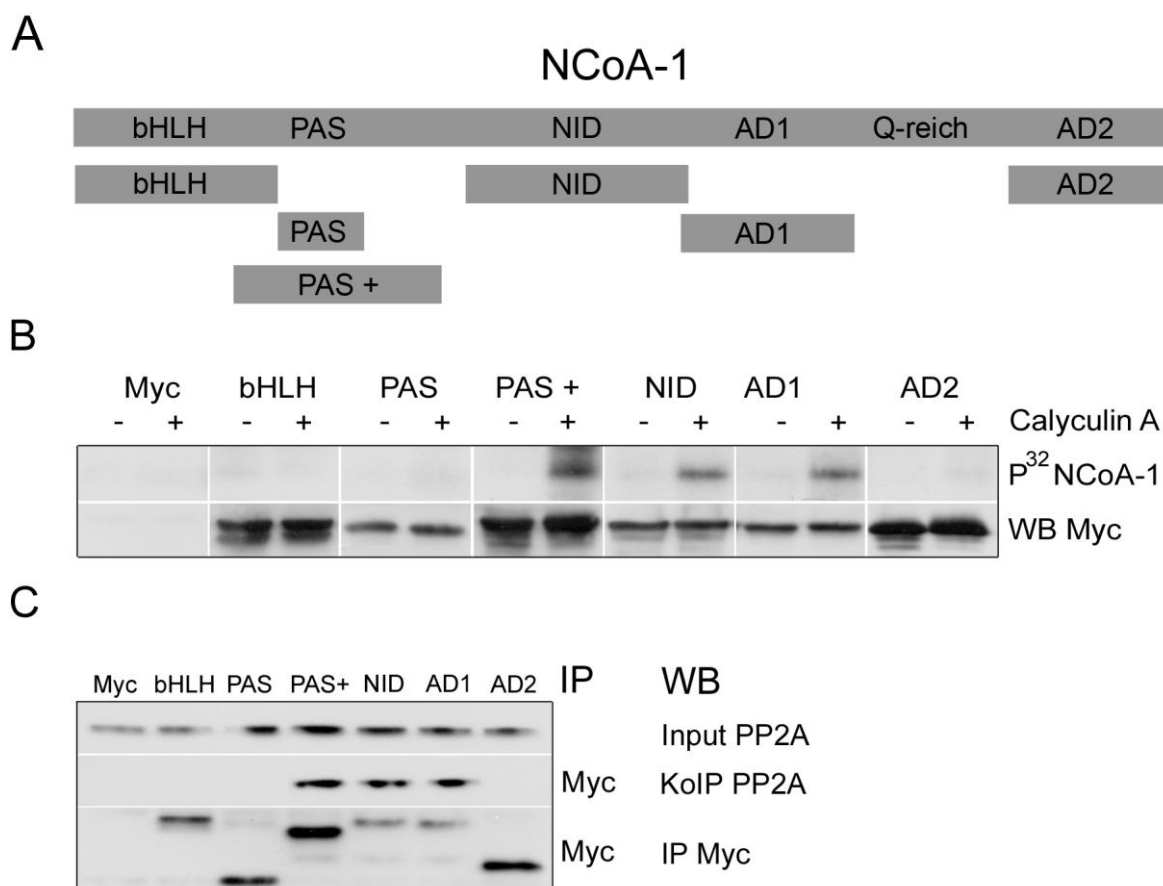 A
NCoA-1
bHLH PAS NID AD1 Q-reich AD2
bHLH NID AD2
PAS AD1
PAS +
B
Myc bHLH PAS PAS + NID AD1 AD2
- + - + - + - + - + - + - + Calyculin A
P32 NCoA-1
WB Myc
C
Myc bHLH PAS PAS+ NID AD1 AD2 IP WB
Input PP2A
Myc KoIP PP2A
Myc IP Myc